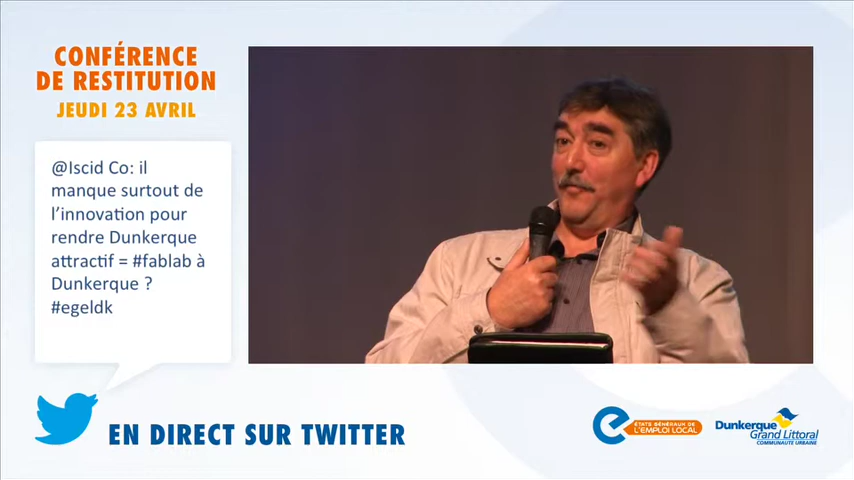 CONFÉRENCE
DE RESTITUTION
JEUDI 23 AVRIL
@Iscid Co: il
manque surtout de
l’innovation pour
rendre Dunkerque
attractif = #fablab à
Dunkerque ?
#egeldk
EN DIRECT SUR TWITTER
e
ÉTATS GÉNÉRAUX DE
L'EMPLOI LOCAL
Dunkerque
Grand Littoral
COMMUNAUTE URBAINE